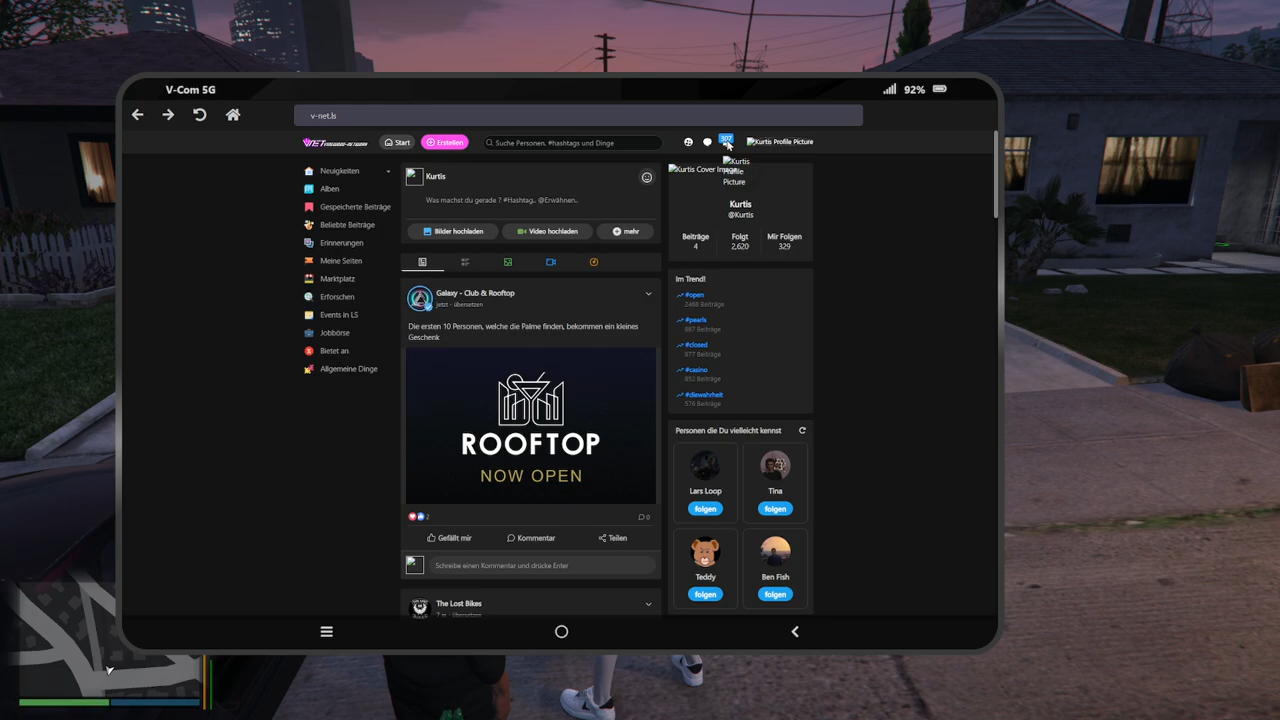 V-Com 5G
92%
v-net.ls
VNET
Start
Erstellen
Suche Personen, #hashtags und Dinge
307
Kurtis Profile Picture
Neuigkeiten
Alben
Gespeicherte Beiträge
Beliebte Beiträge
Erinnerungen
Meine Seiten
Marktplatz
Erforschen
Events in LS
Jobbörse
Bietet an
Allgemeine Dinge
Kurtis
Was machst du gerade ? #Hashtag.. @Erwähnen..
Bilder hochladen
Video hochladen
mehr
Galaxy - Club & Rooftop
jetzt - übersetzen
Die ersten 10 Personen, welche die Palme finden, bekommen ein kleines
Geschenk
ROOFTOP
NOW OPEN
2
0
Gefällt mir
Kommentar
Teilen
Schreibe einen Kommentar und drücke Enter
The Lost Bikes
Kurtis Cover Image
Kurtis
Profile
Picture
Kurtis
@Kurtis
Beiträge
4
Folgt
2,620
Mir Folgen
329
Im Trend!
#open
2468 Beiträge
#pearls
887 Beiträge
#closed
877 Beiträge
#casino
852 Beiträge
#diewahrheit
576 Beiträge
Personen die Du vielleicht kennst
Lars Loop
folgen
Tina
folgen
Teddy
folgen
Ben Fish
folgen